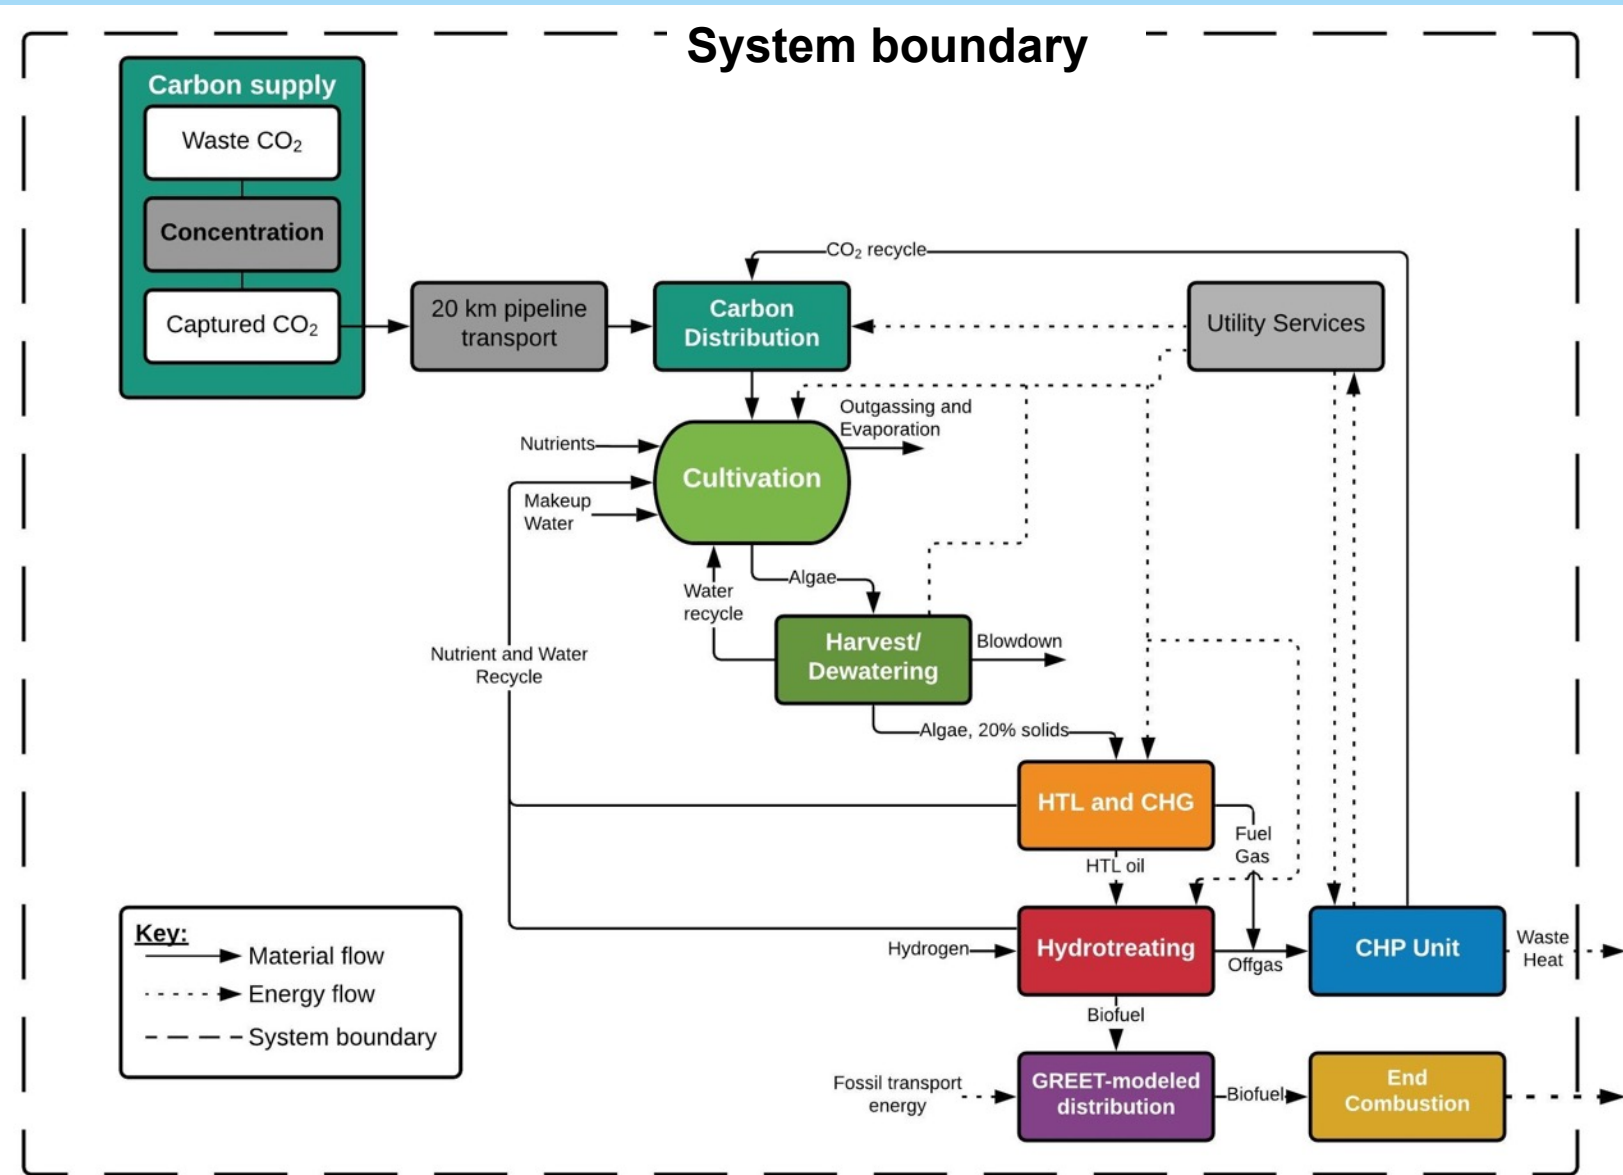 System boundary
Carbon supply
Waste CO₂
Concentration
Captured CO₂
20 km pipeline
transport
Carbon
Distribution
CO₂ recycle
Utility Services
Outgassing and
Evaporation
Nutrients
Cultivation
Makeup
Water
Algae
Water
recycle
Harvest/
Dewatering
Blowdown
Nutrient and Water
Recycle
Algae, 20% solids
HTL and CHG
Fuel
Gas
HTL oil
Hydrogen
Hydrotreating
Offgas
CHP Unit
Waste
Heat
Biofuel
Fossil transport
energy
GREET-modeled
distribution
Biofuel
End
Combustion
Key:
Material flow
Energy flow
System boundary